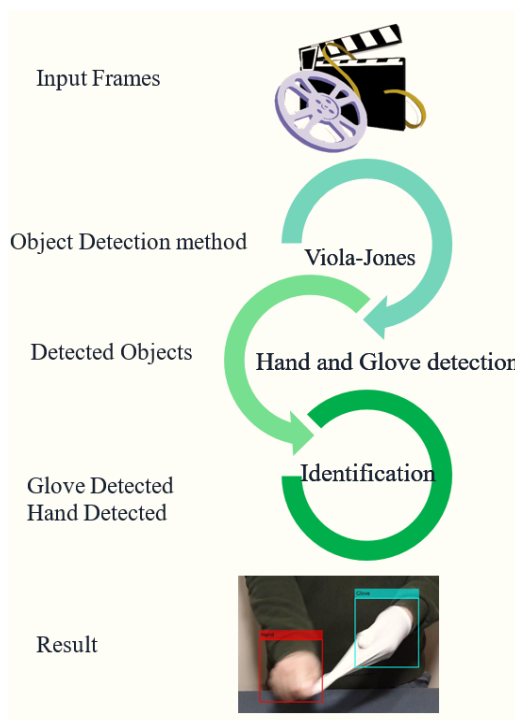 Input Frames
Object Detection method
Viola-Jones
Detected Objects
Hand and Glove detection
Identification
Glove Detected
Hand Detected
Glove
Hand
Result